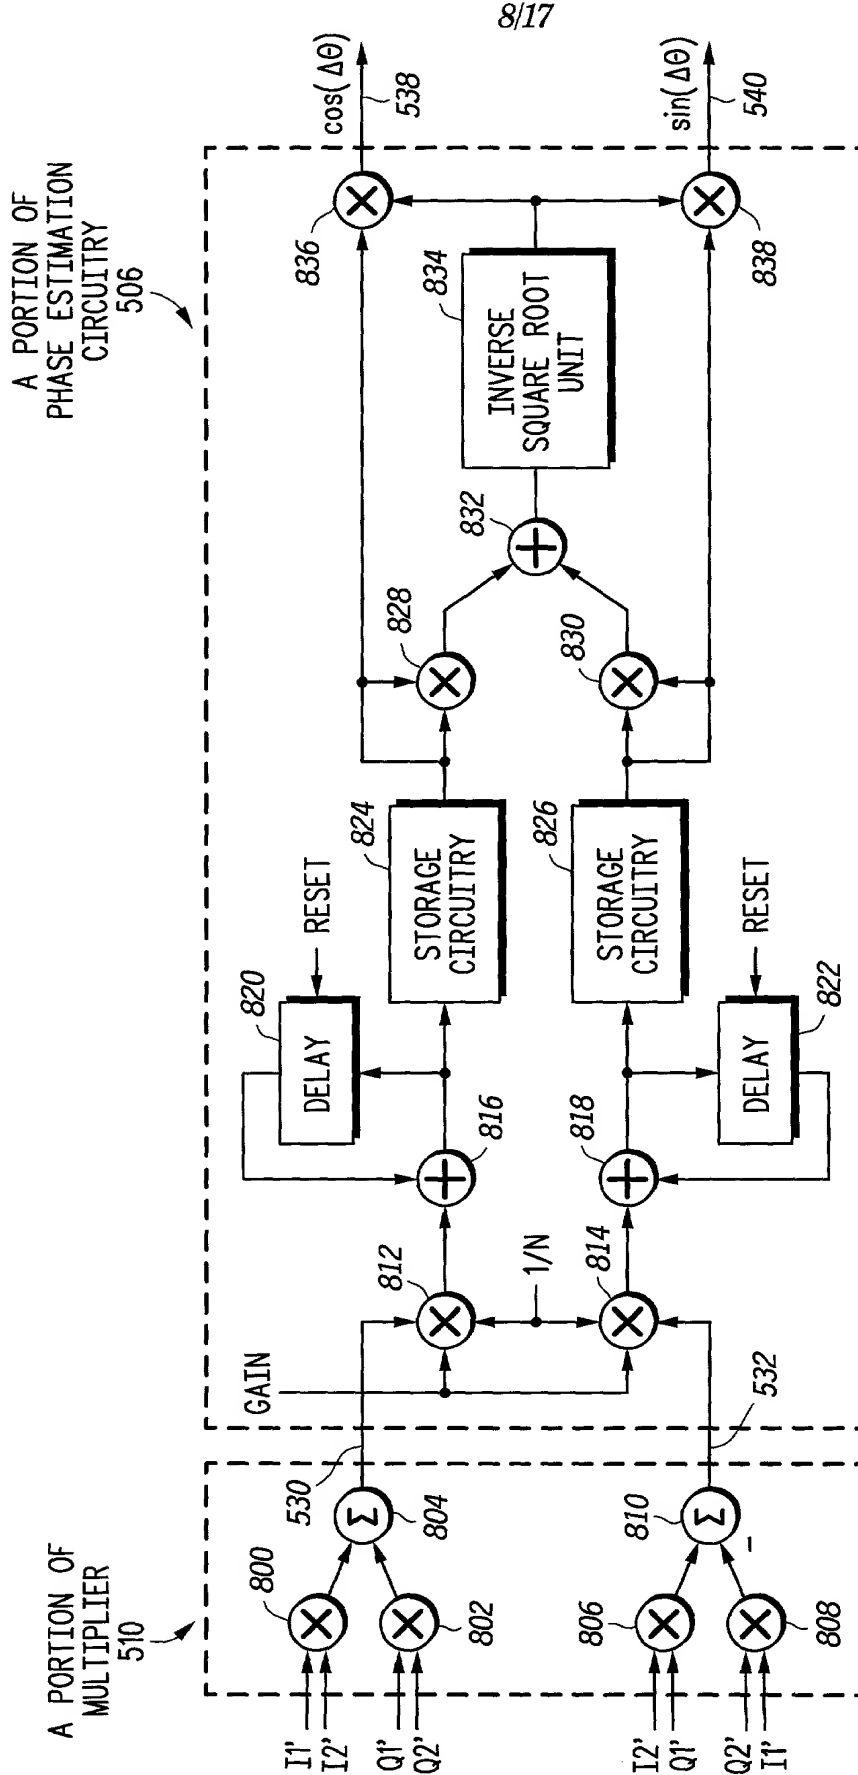 8/17
A PORTION OF
PHASE ESTIMATION
CIRCUITRY
506
A PORTION OF
MULTIPLIER
510
I1'
I2'
Q1'
Q2'
I2'
Q1'
Q2'
I1'
800
802
Σ
804
806
808
Σ
810
-
530
532
GAIN
812
1/N
814
816
818
820
DELAY
RESET
822
DELAY
RESET
824
STORAGE
CIRCUITRY
826
STORAGE
CIRCUITRY
828
830
832
834
INVERSE
SQUARE ROOT
UNIT
836
838
cos(ΔΘ)
538
sin(ΔΘ)
540